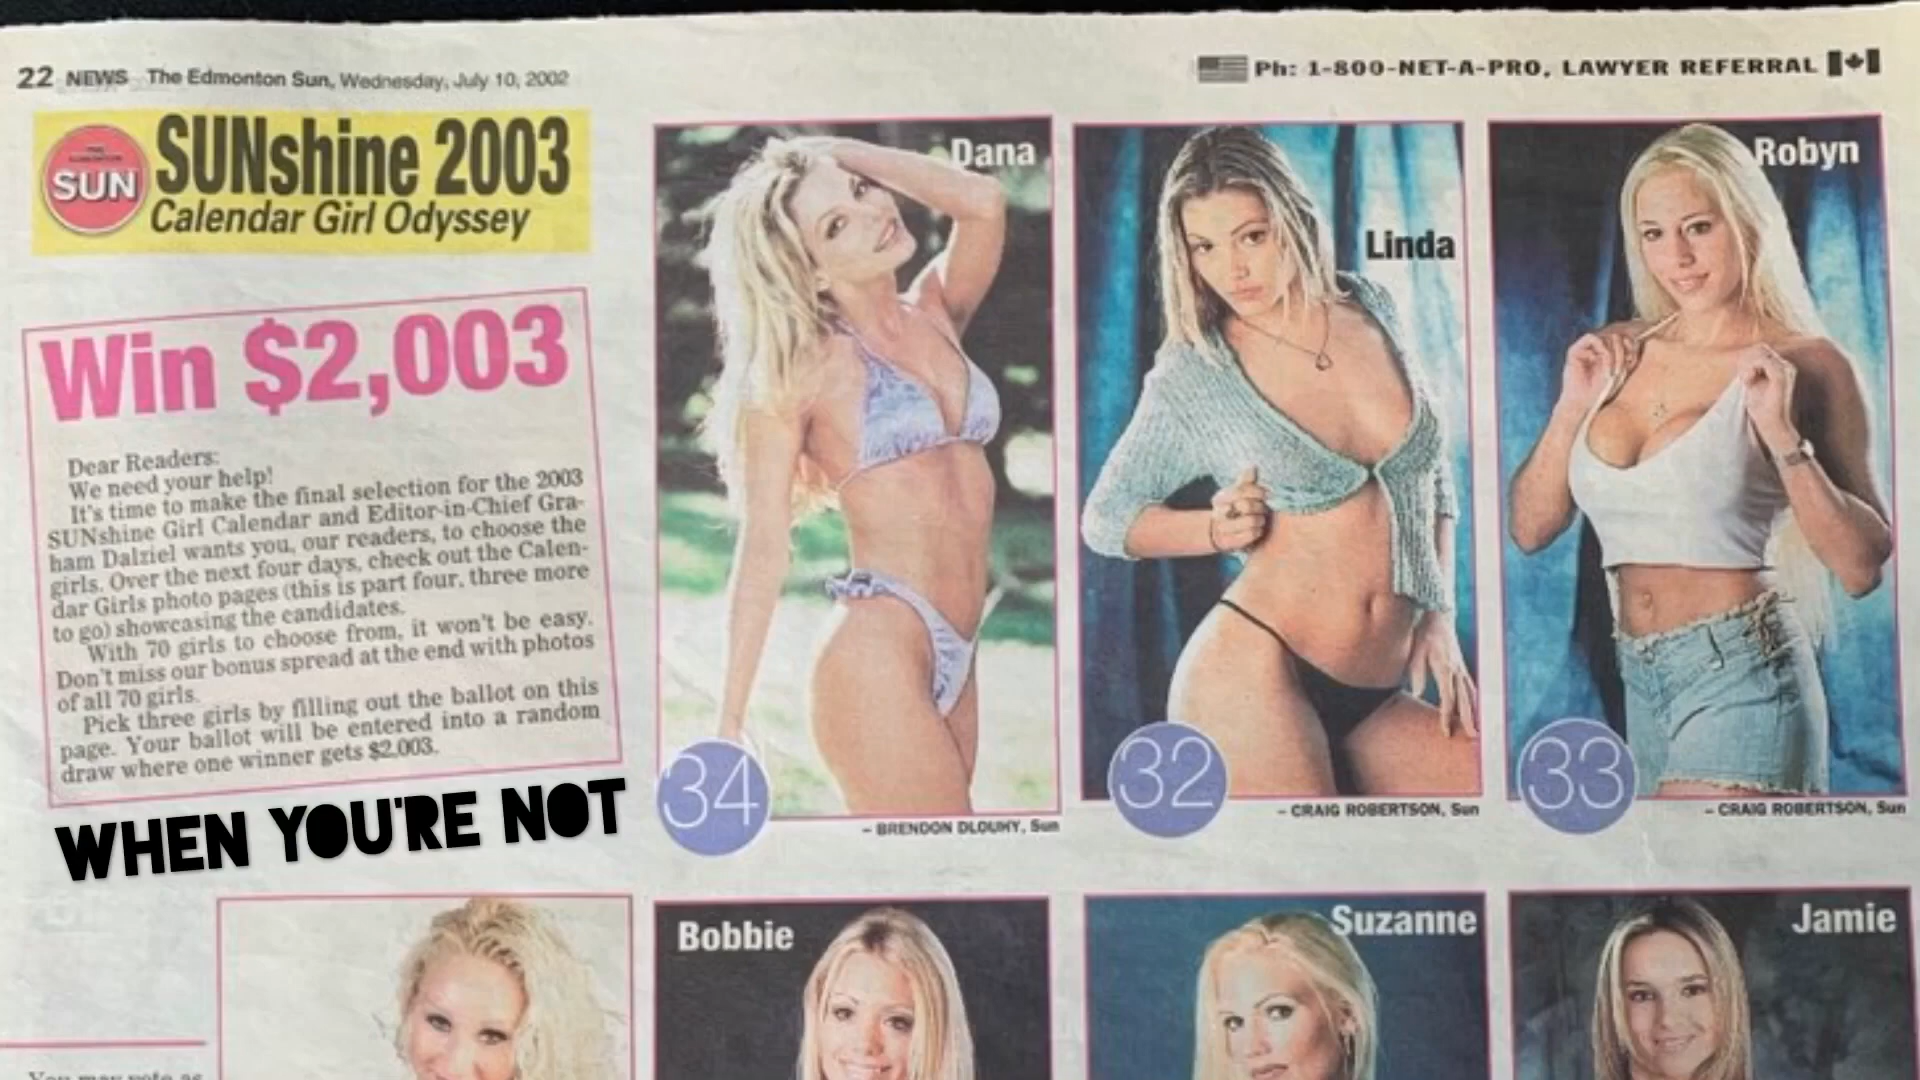 22 NEWS The Edmonton Sun, Wednesday, July 10, 2002
Ph: 1-800-NET-A-PRO, LAWYER REFERRAL
SUN
SUNshine 2003
Calendar Girl Odyssey
Win $2,003
Dear Readers:
We need your help!
It's time to make the final selection for the 2003
SUNshine Girl Calendar and Editor-in-Chief Gra-
ham Dalziel wants you, our readers, to choose the
girls. Over the next four days, check out the Calen-
dar Girls photo pages (this is part four, three more
to go) showcasing the candidates.
With 70 girls to choose from, it won't be easy.
Don't miss our bonus spread at the end with photos
of all 70 girls.
Pick three girls by filling out the ballot on this
page. Your ballot will be entered into a random
draw where one winner gets $2,003.
WHEN YOU'RE NOT
Dana
34
– BRENDON DLOUHY, Sun
Linda
32
– CRAIG ROBERTSON, Sun
Robyn
33
– CRAIG ROBERTSON, Sun
Bobbie
Suzanne
Jamie
You may vote as